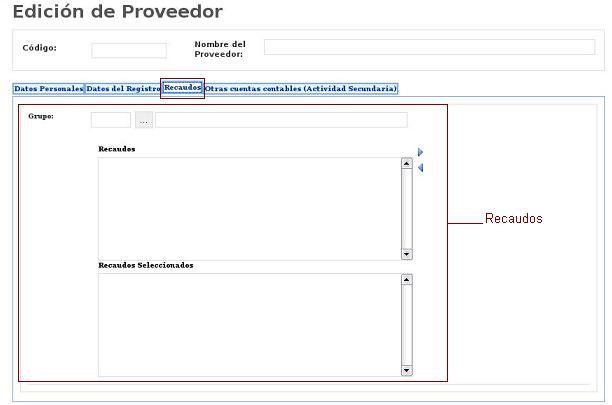 Edición de Proveedor
Código:
Nombre del
Proveedor:
Datos Personales Datos del Registro Recaudos Otras cuentas contables (Actividad Secundaria)
Grupo:
...
Recaudos
Recaudos
Recaudos Seleccionados